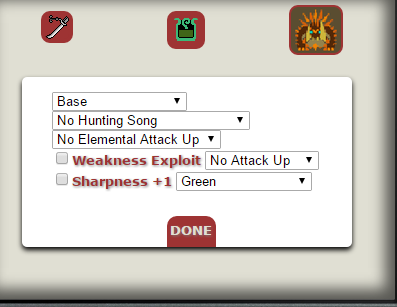 Base
No Hunting Song
No Elemental Attack Up
Weakness Exploit No Attack Up
Sharpness +1 Green
DONE